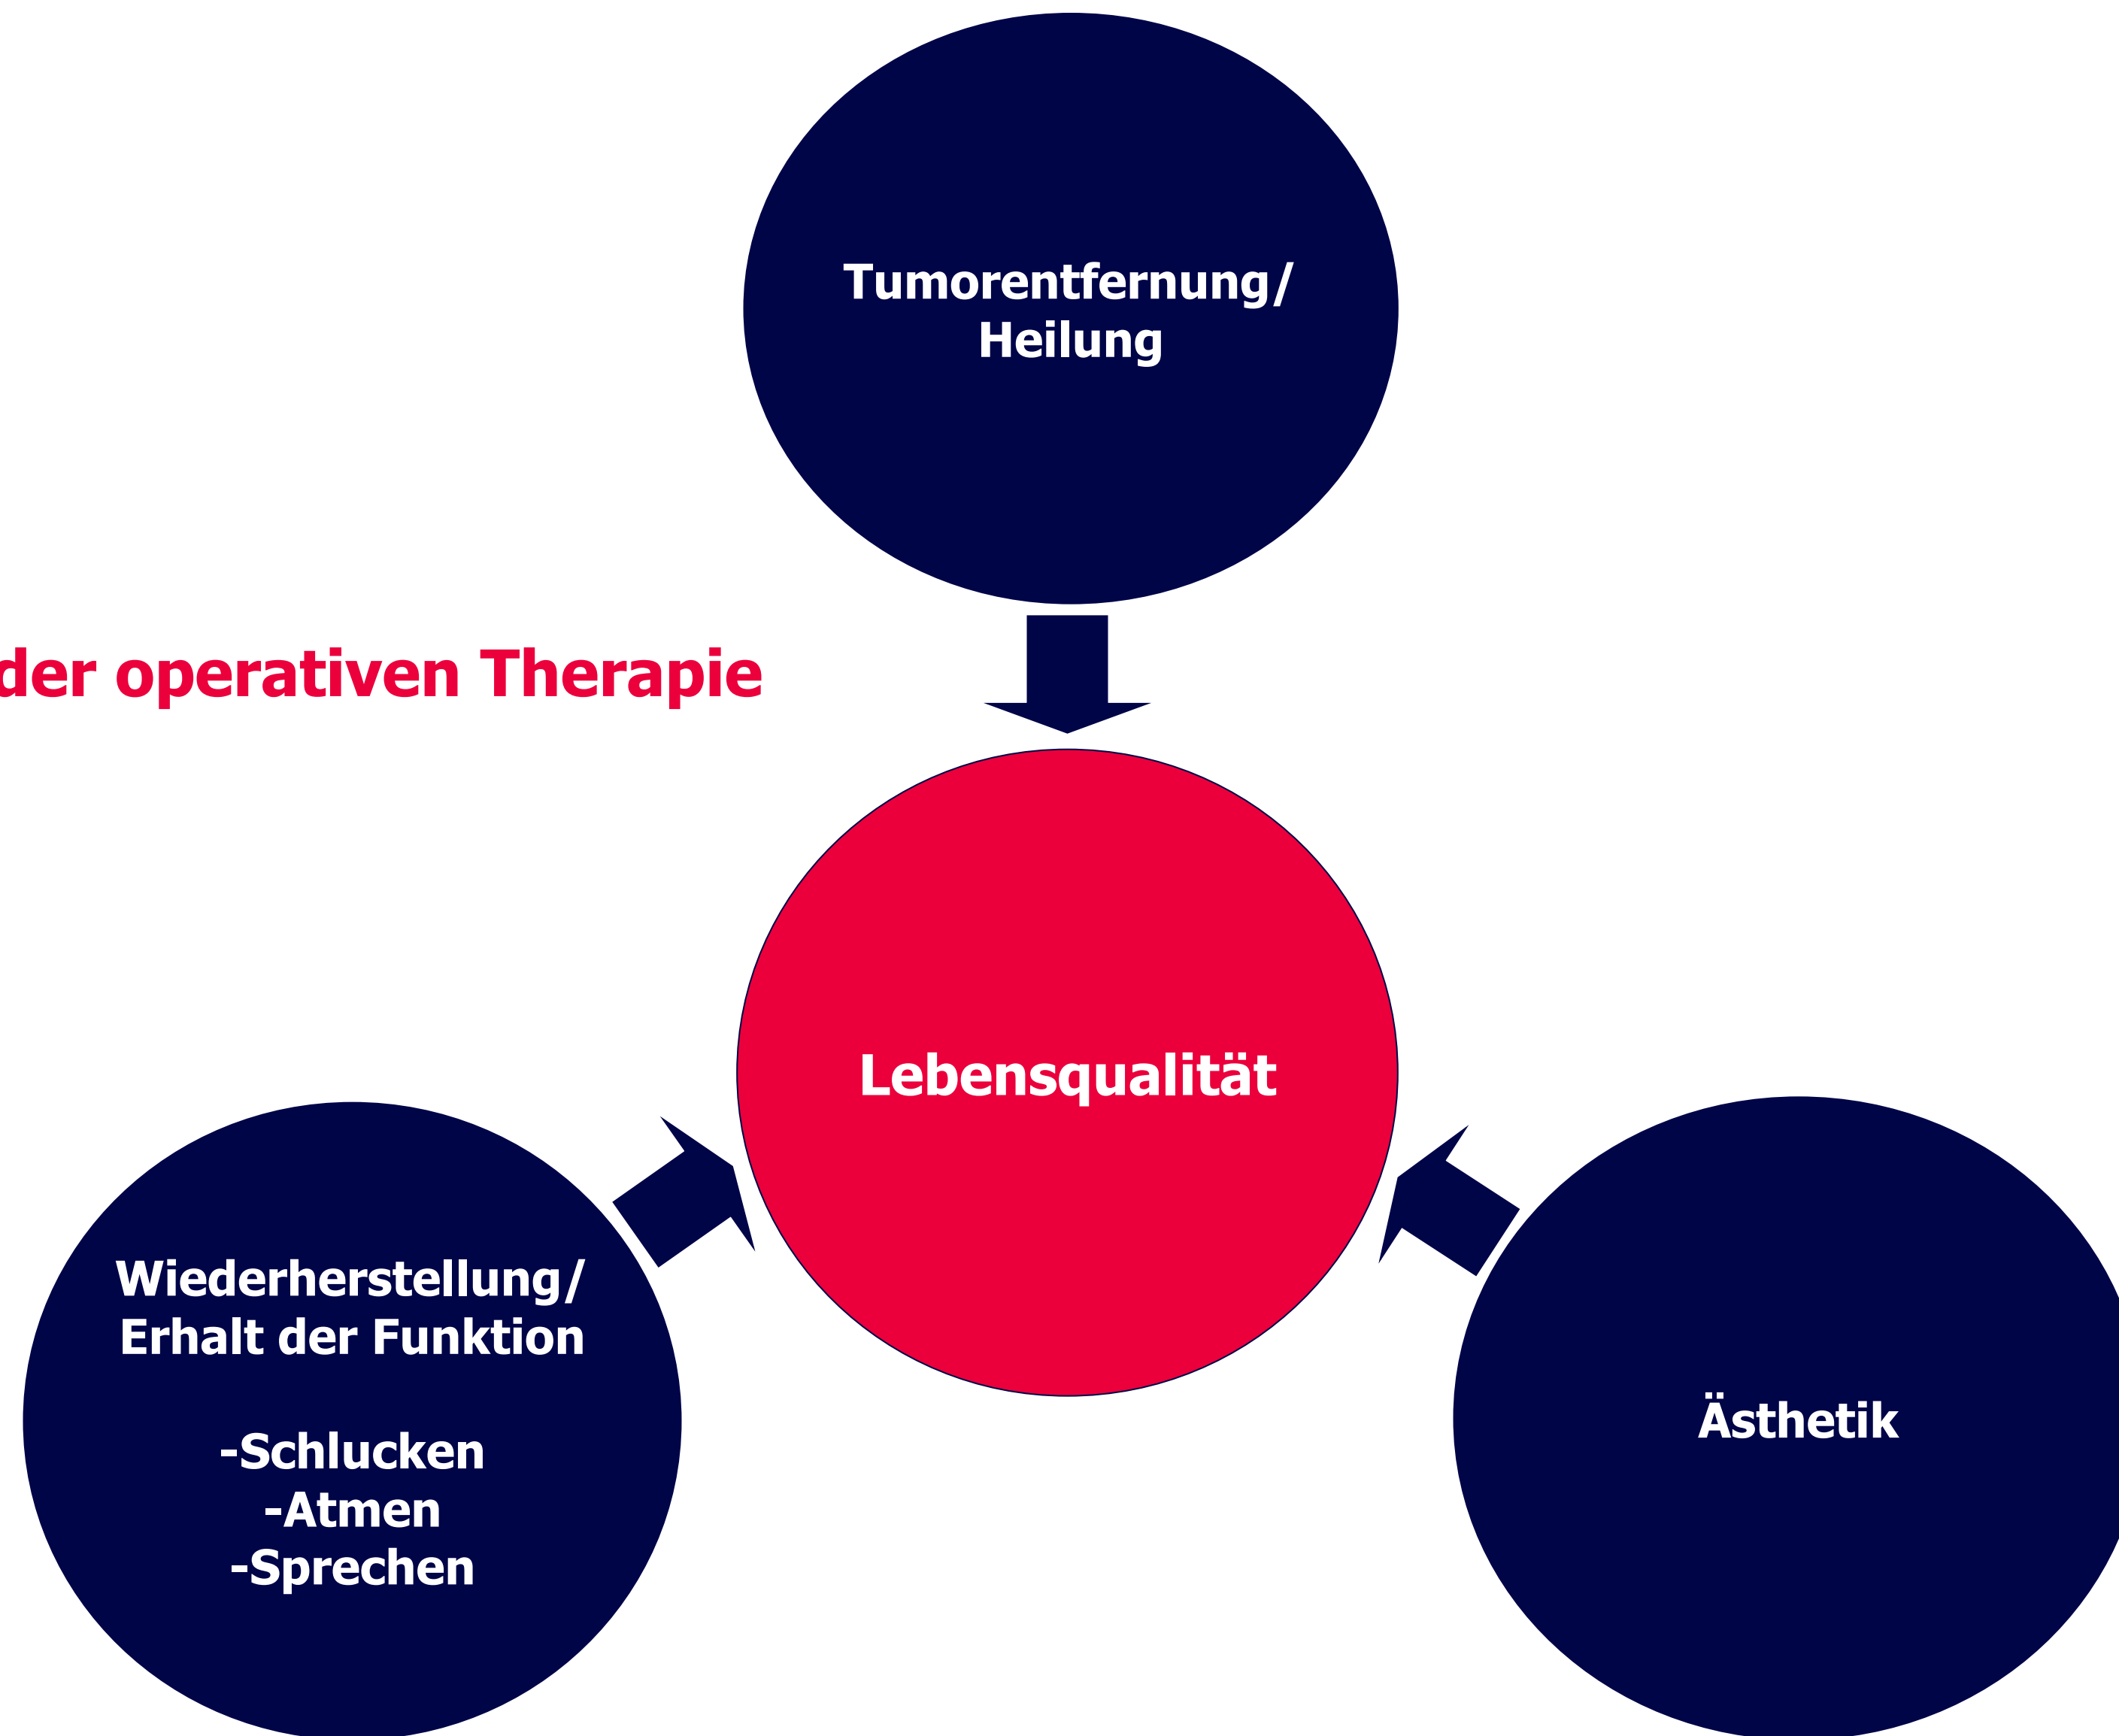 Tumorentfernung/
Heilung
der operativen Therapie
Lebensqualität
Wiederherstellung/
Erhalt der Funktion
-Schlucken
-Atmen
-Sprechen
Ästhetik